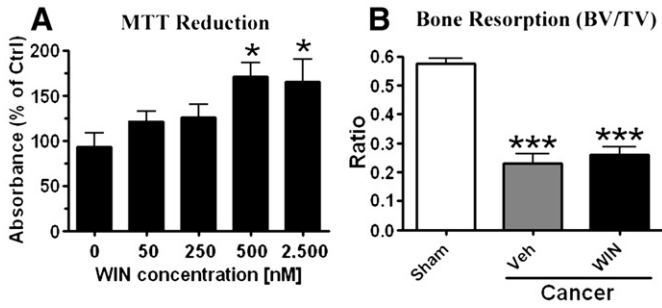 A
MTT Reduction
Absorbance (% of Ctrl)
200
150
100
50
0
* *
0 50 250 500 2.500
WIN concentration [nM]
B
Bone Resorption (BV/TV)
Ratio
0.6
0.5
0.4
0.3
0.2
0.1
0.0
*** ***
Sham Veh WIN
Cancer